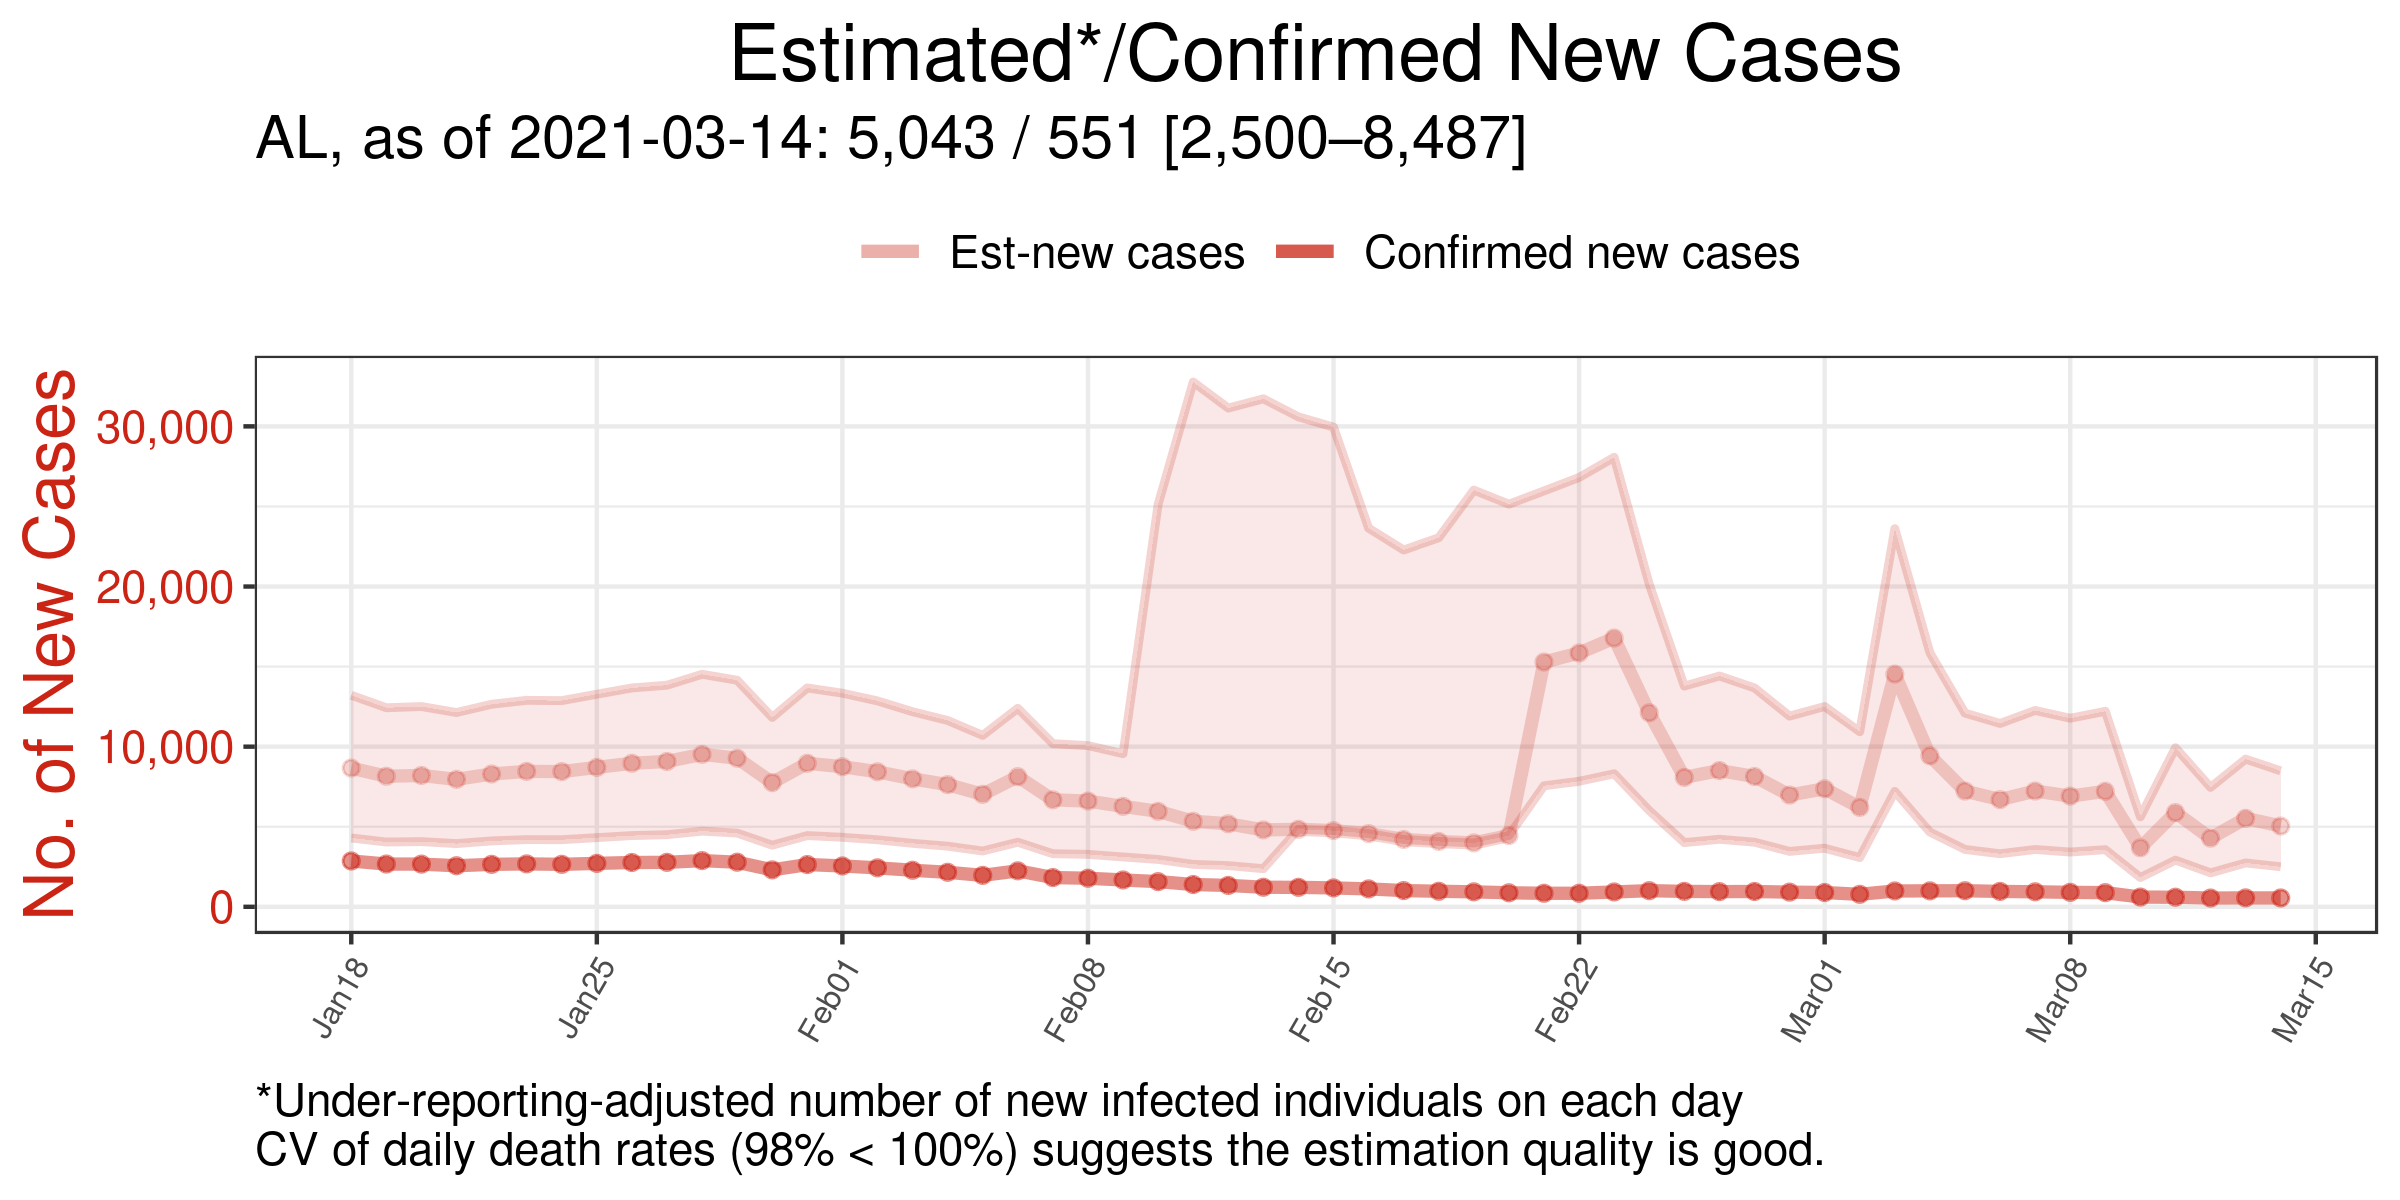 Estimated*/Confirmed New Cases
AL, as of 2021-03-14: 5,043 / 551 [2,500–8,487]
Est-new cases
Confirmed new cases
No. of New Cases
30,000
20,000
10,000
0
Jan18
Jan25
Feb01
Feb08
Feb15
Feb22
Mar01
Mar08
Mar15
*Under-reporting-adjusted number of new infected individuals on each day
CV of daily death rates (98% < 100%) suggests the estimation quality is good.